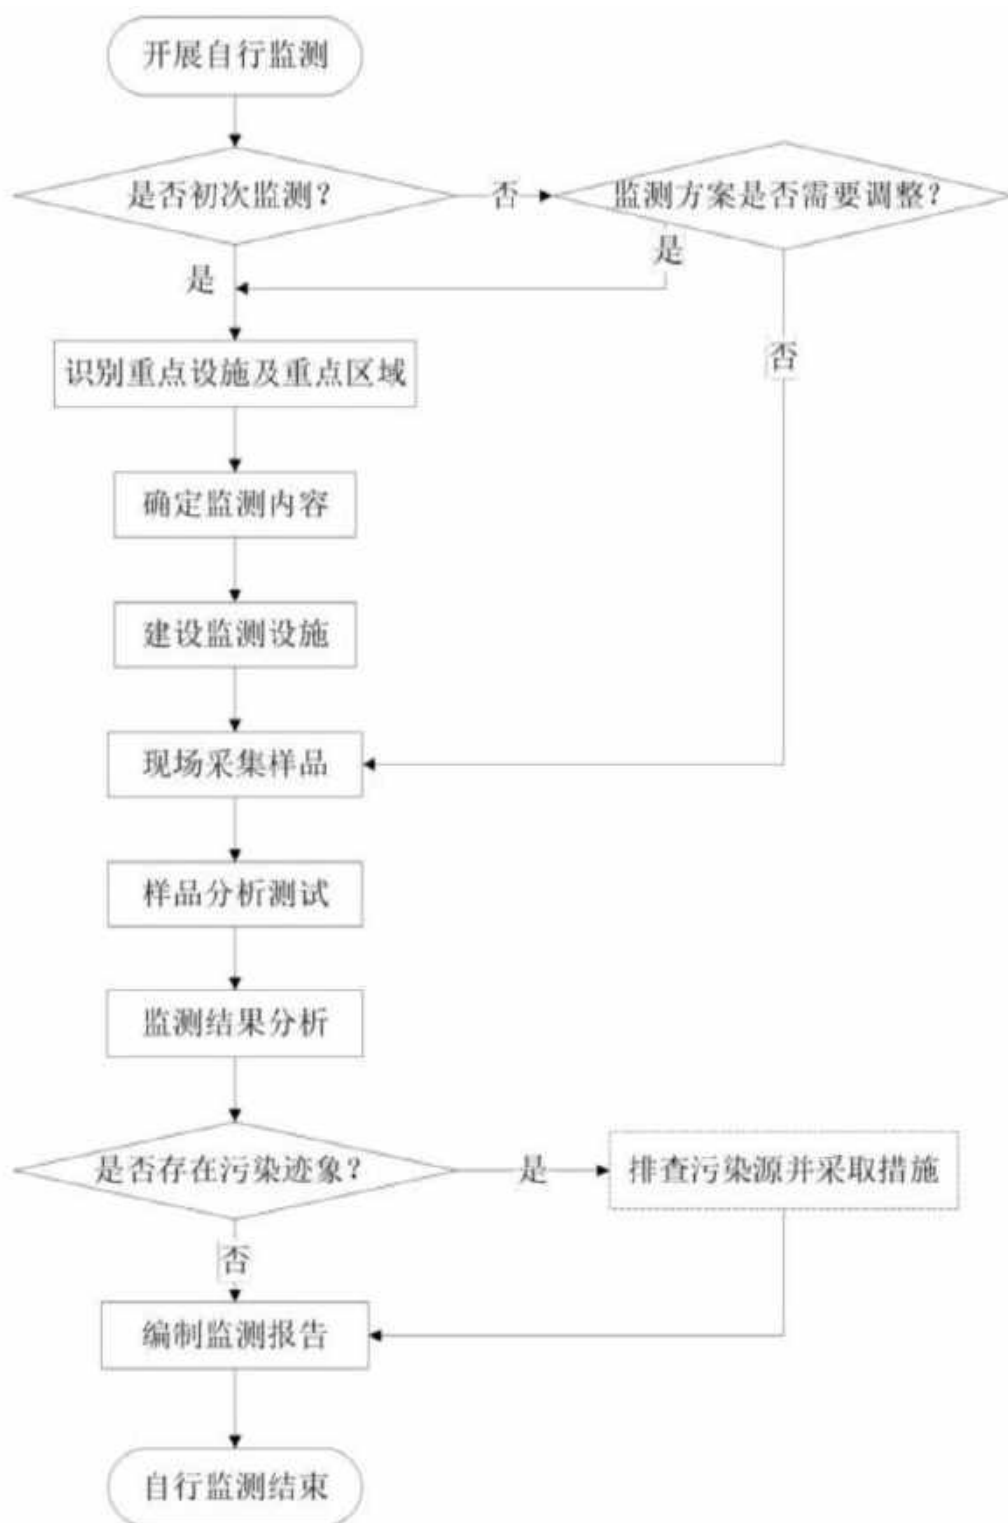 开展自行监测
是否初次监测？
否
监测方案是否需要调整？
是
是
识别重点设施及重点区域
否
确定监测内容
建设监测设施
现场采集样品
样品分析测试
监测结果分析
是否存在污染迹象？
是
排查污染源并采取措施
否
编制监测报告
自行监测结束